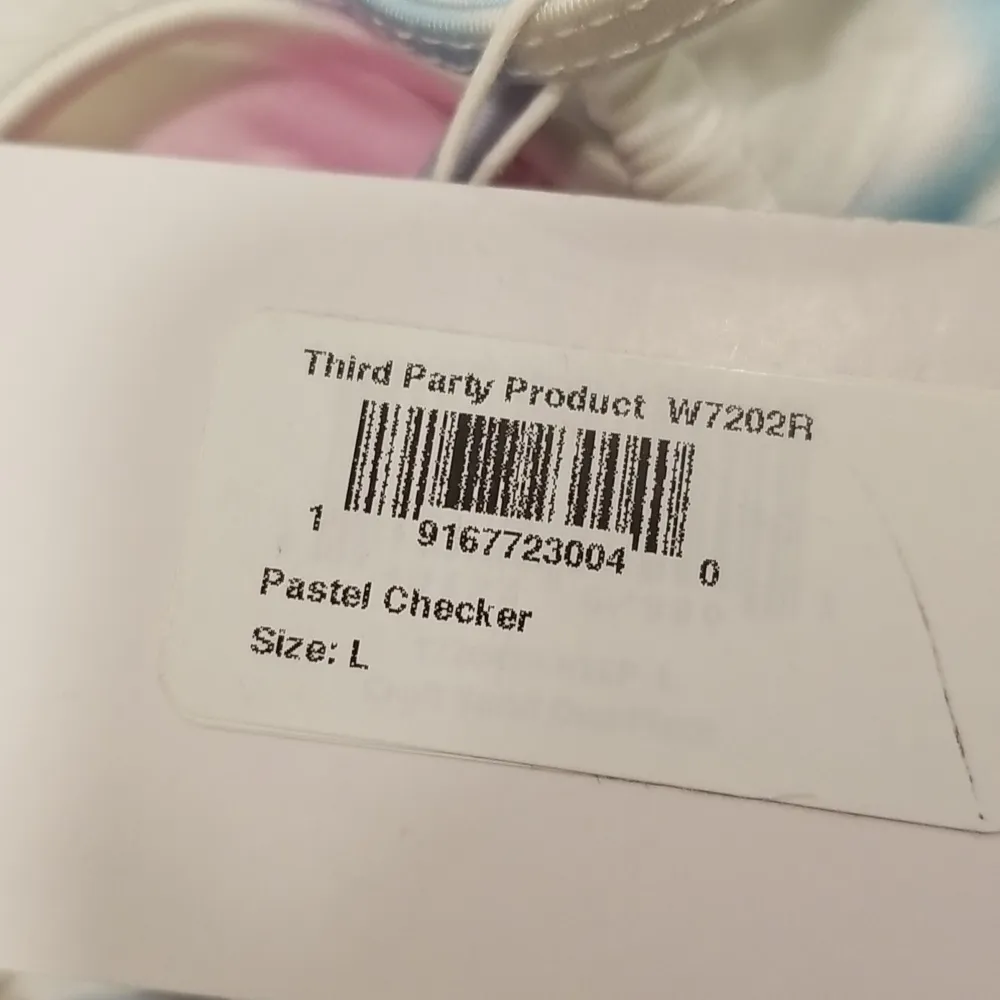 Third Party Product W7202R
1 9167723004 0
Pastel Checker
Size: L